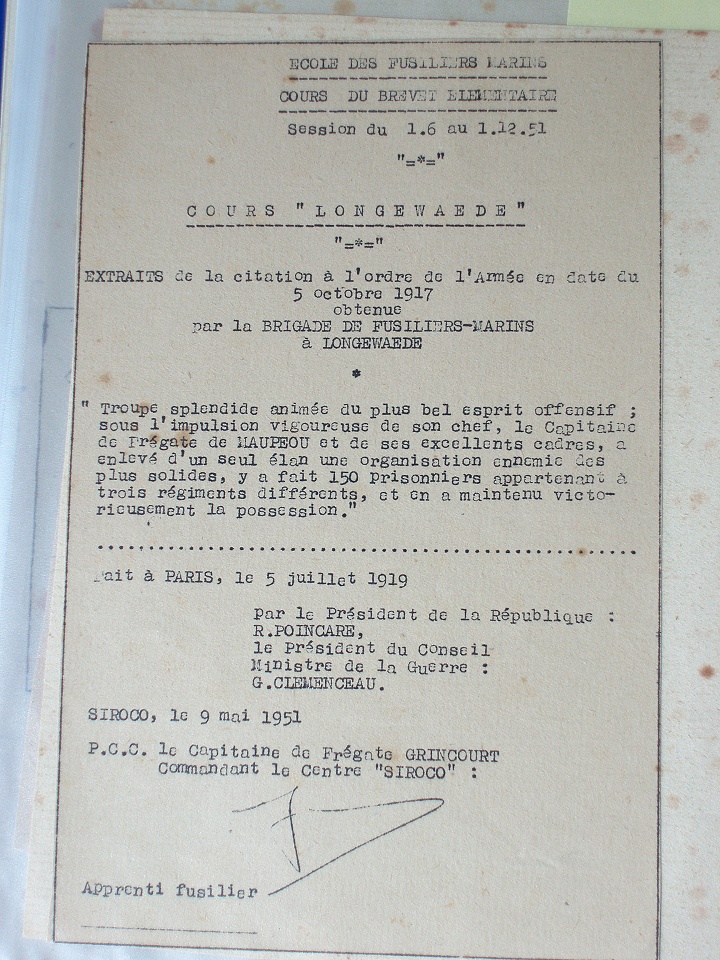 ECOLE DES FUSILIERS MARINS
COURS DU BREVET ELEMENTAIRE
Session du 1.6 au 1.12.51
"=*="
COURS "LONGEWAEDE"
"=*="
EXTRAITS de la citation à l'ordre de l'Armée en date du
5 octobre 1917
obtenue
par la BRIGADE DE FUSILIERS-MARINS
à LONGEWAEDE
*
" Troupe splendide animée du plus bel esprit offensif ;
sous l'impulsion vigoureuse de son chef, le Capitaine
de Frégate de MAUPEOU et de ses excellents cadres, a
enlevé d'un seul élan une organisation ennemie des
plus solides, y a fait 150 prisonniers appartenant à
trois régiments différents, et en a maintenu victo-
rieusement la possession."
Fait à PARIS, le 5 juillet 1919
par le Président de la République :
R.POINCARE,
le Président du Conseil
Ministre de la Guerre :
G.CLEMENCEAU.
SIROCO, le 9 mai 1951
P.C.C. le Capitaine de Frégate GRINCOURT
Commandant le Centre "SIROCO" :
Apprenti fusilier